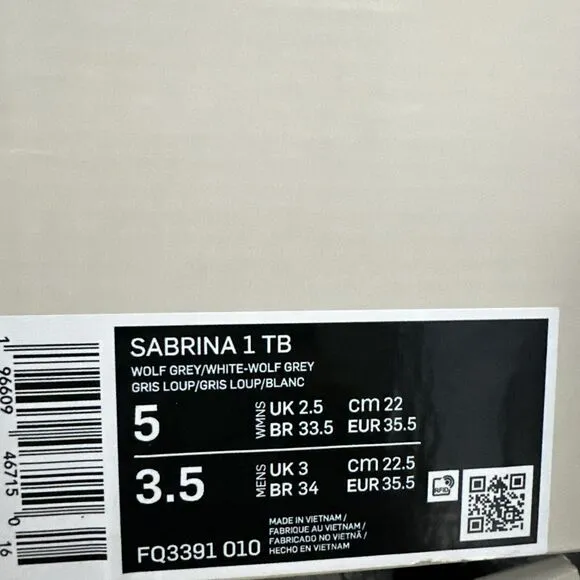 SABRINA 1 TB
WOLF GREY/WHITE-WOLF GREY
GRIS LOUP/GRIS LOUP/BLANC
5 WMNS UK 2.5 CM 22
BR 33.5 EUR 35.5
3.5 MENS UK 3 CM 22.5
BR 34 EUR 35.5
RFID
MADE IN VIETNAM /
FABRIQUE AU VIETNAM /
FABRICADO NO VIETNÃ /
FQ3391 010 HECHO EN VIETNAM
1 96609 46715 0 16